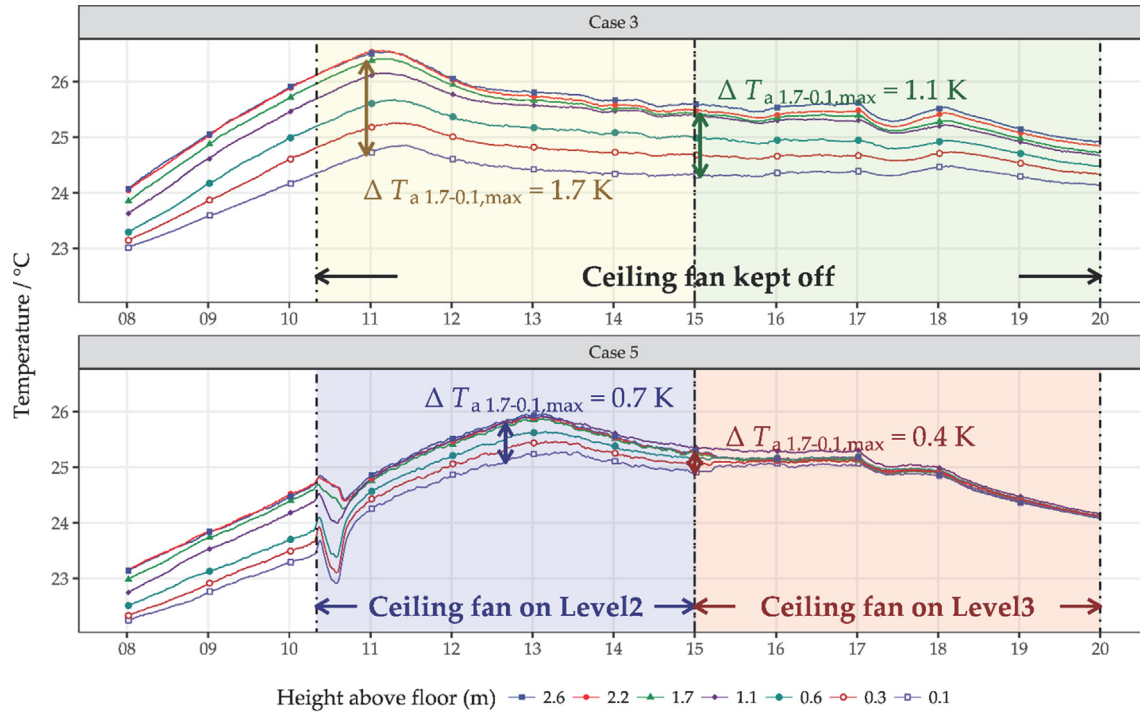 Case 3
26
25
24
23
Δ Ta 1.7-0.1,max = 1.7 K
Δ Ta 1.7-0.1,max = 1.1 K
Ceiling fan kept off
08 09 10 11 12 13 14 15 16 17 18 19 20
Temperature / °C
Case 5
26
25
24
23
Δ Ta 1.7-0.1,max = 0.7 K
Δ Ta 1.7-0.1,max = 0.4 K
Ceiling fan on Level2
Ceiling fan on Level3
08 09 10 11 12 13 14 15 16 17 18 19 20
Height above floor (m) 2.6 2.2 1.7 1.1 0.6 0.3 0.1